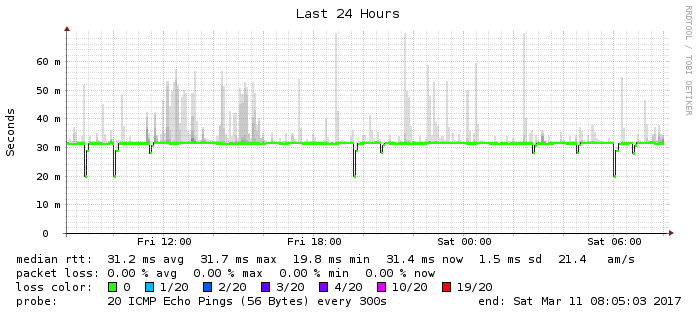 Last 24 Hours
RRDTOOL / TOBI OETIKER
Seconds
60 m
50 m
40 m
30 m
20 m
10 m
0
Fri 12:00 Fri 18:00 Sat 00:00 Sat 06:00
median rtt: 31.2 ms avg 31.7 ms max 19.8 ms min 31.4 ms now 1.5 ms sd 21.4 am/s
packet loss: 0.00 % avg 0.00 % max 0.00 % min 0.00 % now
loss color: 0 1/20 2/20 3/20 4/20 10/20 19/20
probe: 20 ICMP Echo Pings (56 Bytes) every 300s end: Sat Mar 11 08:05:03 2017